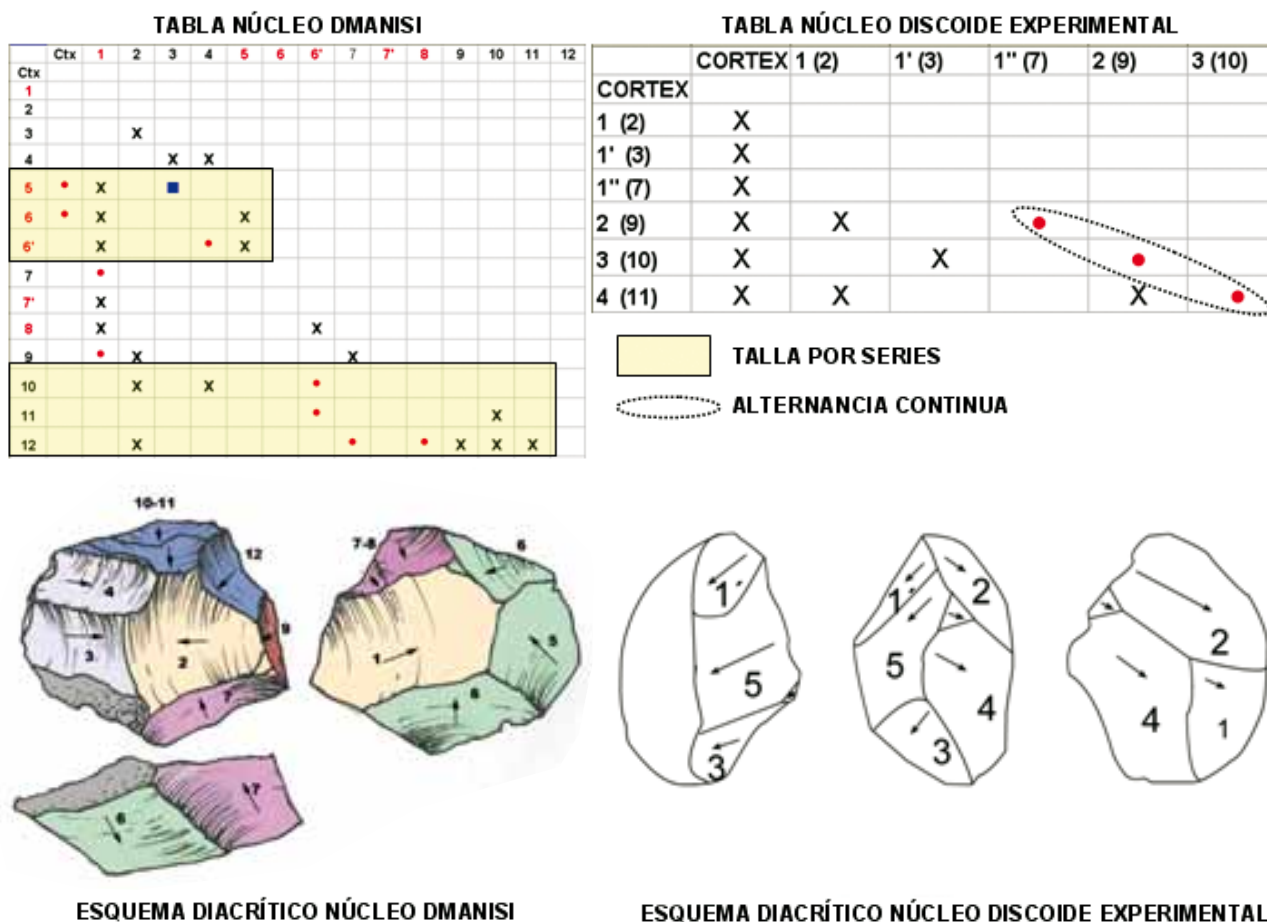 TABLA NÚCLEO DMANISI
Ctx 1 2 3 4 5 6 6' 7 7' 8 9 10 11 12
Ctx
1
2
3 X
4 X X
5 X
6 X X
6' X X
7
7' X
8 X X
9 X X
10 X X
11 X
12 X X X X
TABLA NÚCLEO DISCOIDE EXPERIMENTAL
CORTEX 1 (2) 1' (3) 1'' (7) 2 (9) 3 (10)
CORTEX
1 (2) X
1' (3) X
1'' (7) X
2 (9) X X
3 (10) X X
4 (11) X X X
TALLA POR SERIES
ALTERNANCIA CONTINUA
10-11
12
4
9
3
2
7
7-8
6
5
1
6
7
1'
5
3
1'
2
5
4
3
2
4
1
ESQUEMA DIACRÍTICO NÚCLEO DMANISI
ESQUEMA DIACRÍTICO NÚCLEO DISCOIDE EXPERIMENTAL